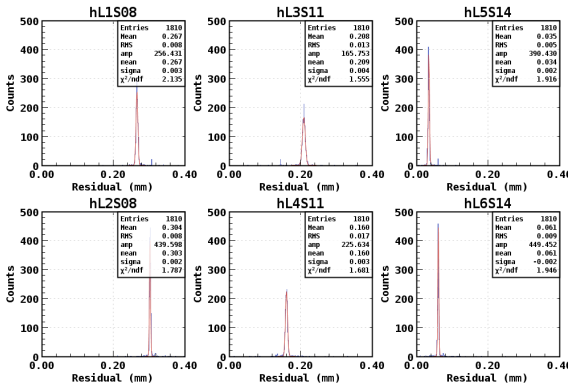 hL1S08
Entries 1810
Mean 0.267
RMS 0.008
amp 256.431
mean 0.267
sigma 0.003
χ²/ndf 2.135
Counts
500
400
300
200
100
0
0.00 0.20 0.40
Residual (mm)
hL3S11
Entries 1810
Mean 0.208
RMS 0.013
amp 165.753
mean 0.209
sigma 0.004
χ²/ndf 1.555
Counts
500
400
300
200
100
0
0.00 0.20 0.40
Residual (mm)
hL5S14
Entries 1810
Mean 0.035
RMS 0.005
amp 390.430
mean 0.034
sigma 0.002
χ²/ndf 1.916
Counts
500
400
300
200
100
0
0.00 0.20 0.40
Residual (mm)
hL2S08
Entries 1810
Mean 0.304
RMS 0.008
amp 439.598
mean 0.303
sigma 0.002
χ²/ndf 1.787
Counts
500
400
300
200
100
0
0.00 0.20 0.40
Residual (mm)
hL4S11
Entries 1810
Mean 0.160
RMS 0.017
amp 225.634
mean 0.160
sigma 0.003
χ²/ndf 1.681
Counts
500
400
300
200
100
0
0.00 0.20 0.40
Residual (mm)
hL6S14
Entries 1810
Mean 0.061
RMS 0.009
amp 449.452
mean 0.061
sigma -0.002
χ²/ndf 1.946
Counts
500
400
300
200
100
0
0.00 0.20 0.40
Residual (mm)